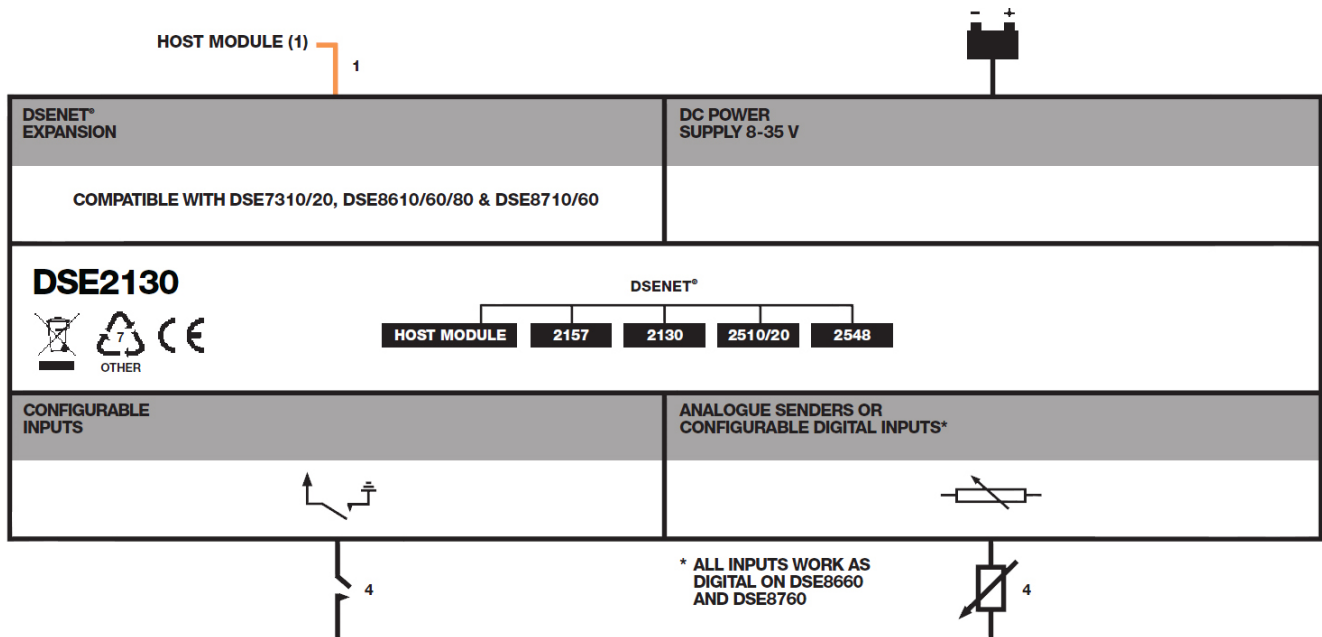 HOST MODULE (1)
1
- +
DSENET®
EXPANSION
DC POWER
SUPPLY 8-35 V
COMPATIBLE WITH DSE7310/20, DSE8610/60/80 & DSE8710/60
DSE2130
7
OTHER
CE
DSENET®
HOST MODULE
2157
2130
2510/20
2548
CONFIGURABLE
INPUTS
ANALOGUE SENDERS OR
CONFIGURABLE DIGITAL INPUTS*
4
* ALL INPUTS WORK AS
DIGITAL ON DSE8660
AND DSE8760
4